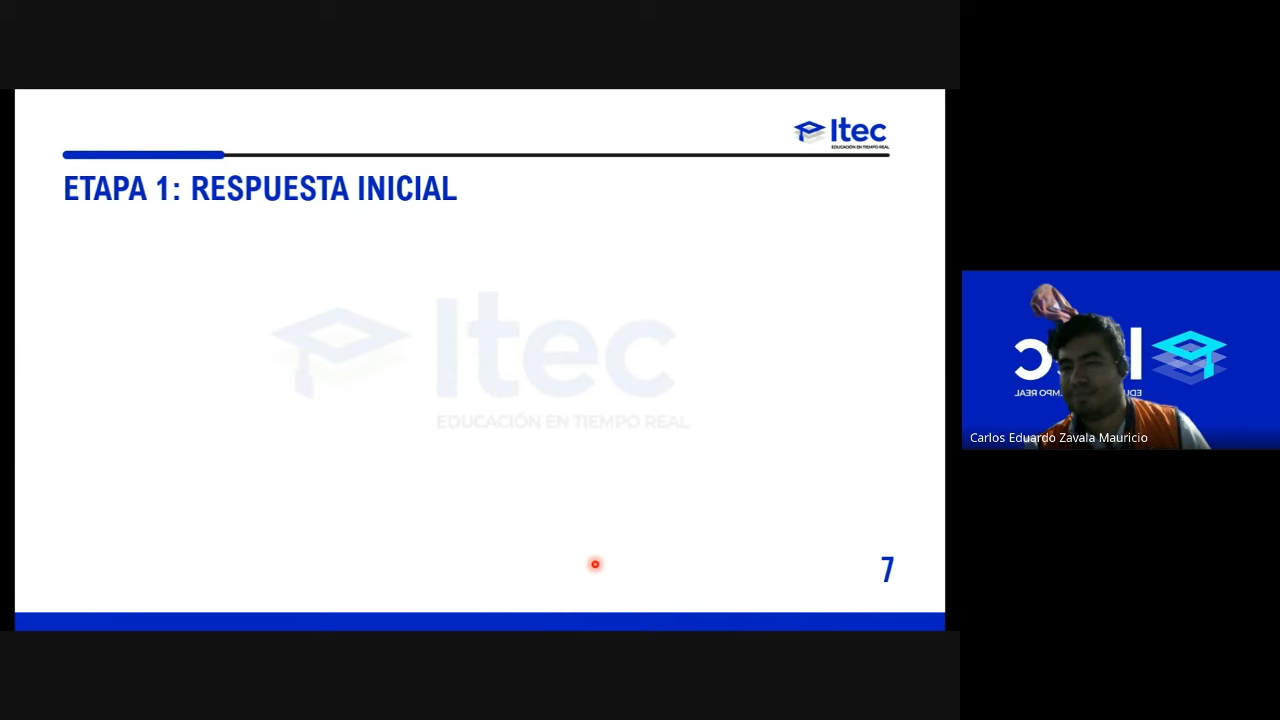 Itec
EDUCACIÓN EN TIEMPO REAL
ETAPA 1: RESPUESTA INICIAL
Itec
EDUCACIÓN EN TIEMPO REAL
7
Carlos Eduardo Zavala Mauricio